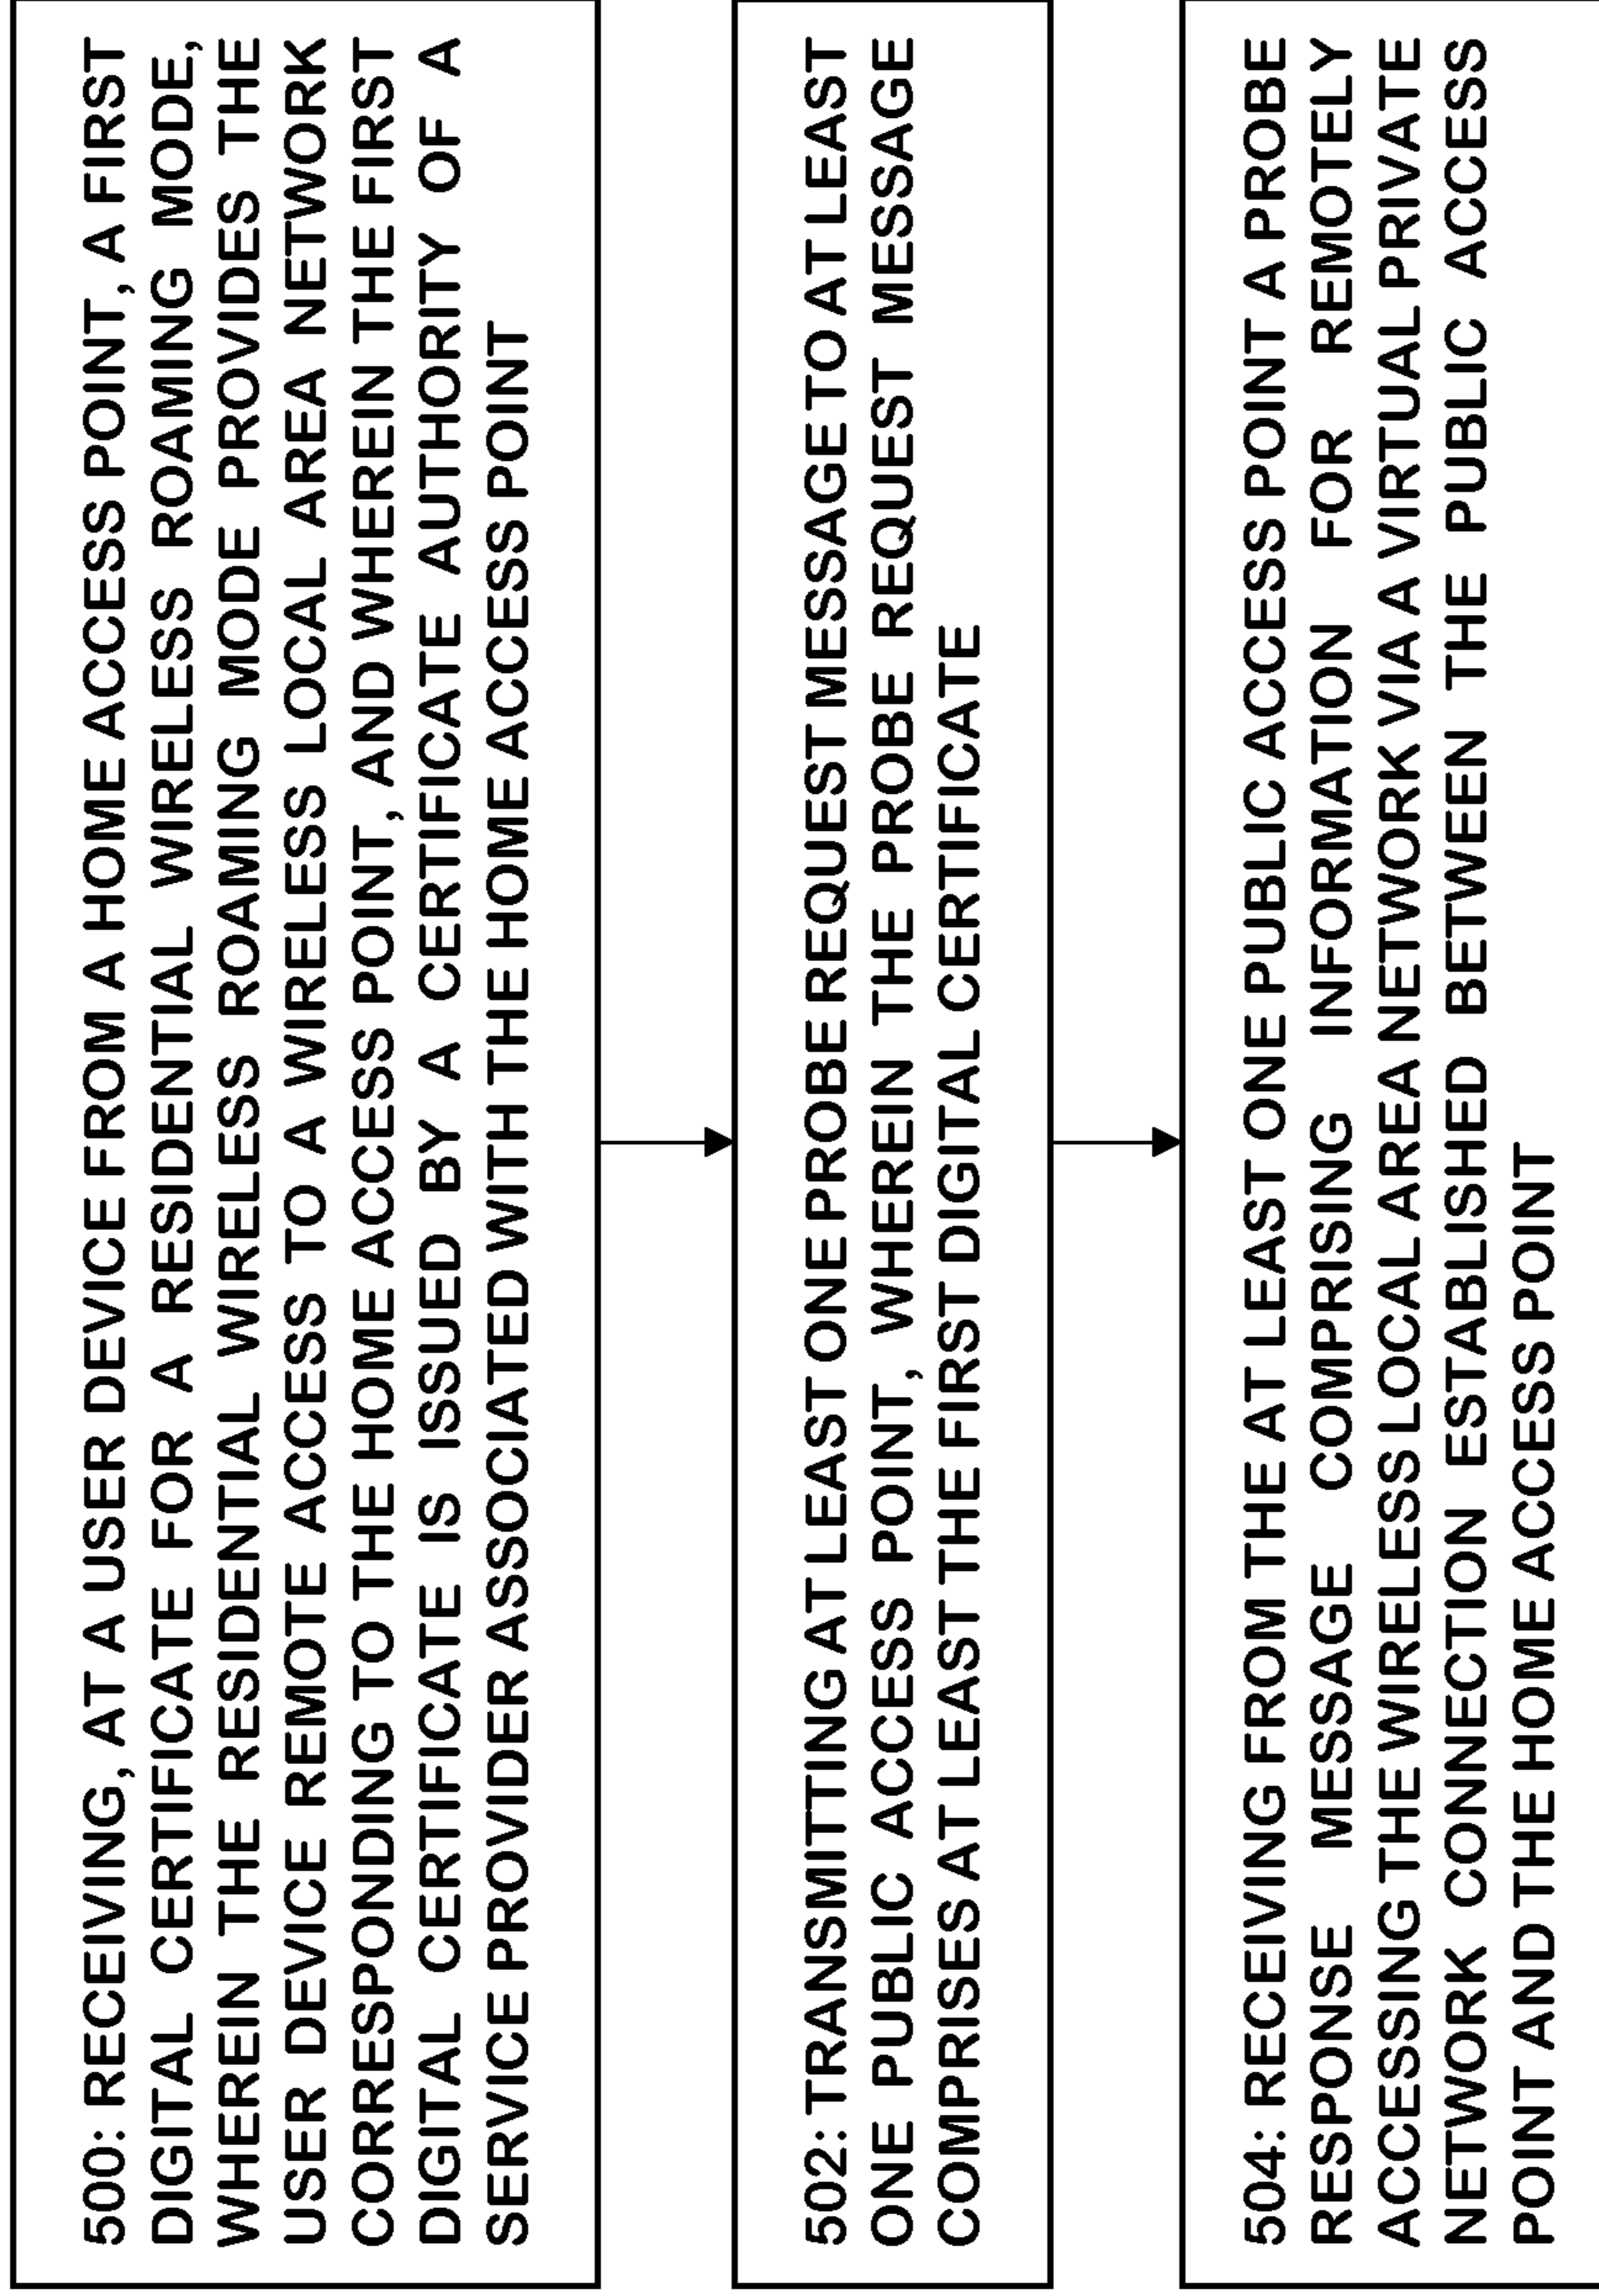 500: RECEIVING, AT A USER DEVICE FROM A HOME ACCESS POINT, A FIRST
DIGITAL CERTIFICATE FOR A RESIDENTIAL WIRELESS ROAMING MODE,
WHEREIN THE RESIDENTIAL WIRELESS ROAMING MODE PROVIDES THE
USER DEVICE REMOTE ACCESS TO A WIRELESS LOCAL AREA NETWORK
CORRESPONDING TO THE HOME ACCESS POINT, AND WHEREIN THE FIRST
DIGITAL CERTIFICATE IS ISSUED BY A CERTIFICATE AUTHORITY OF A
SERVICE PROVIDER ASSOCIATED WITH THE HOME ACCESS POINT
502: TRANSMITTING AT LEAST ONE PROBE REQUEST MESSAGE TO AT LEAST
ONE PUBLIC ACCESS POINT, WHEREIN THE PROBE REQUEST MESSAGE
COMPRISES AT LEAST THE FIRST DIGITAL CERTIFICATE
504: RECEIVING FROM THE AT LEAST ONE PUBLIC ACCESS POINT A PROBE
RESPONSE MESSAGE COMPRISING INFORMATION FOR REMOTELY
ACCESSING THE WIRELESS LOCAL AREA NETWORK VIA A VIRTUAL PRIVATE
NETWORK CONNECTION ESTABLISHED BETWEEN THE PUBLIC ACCESS
POINT AND THE HOME ACCESS POINT